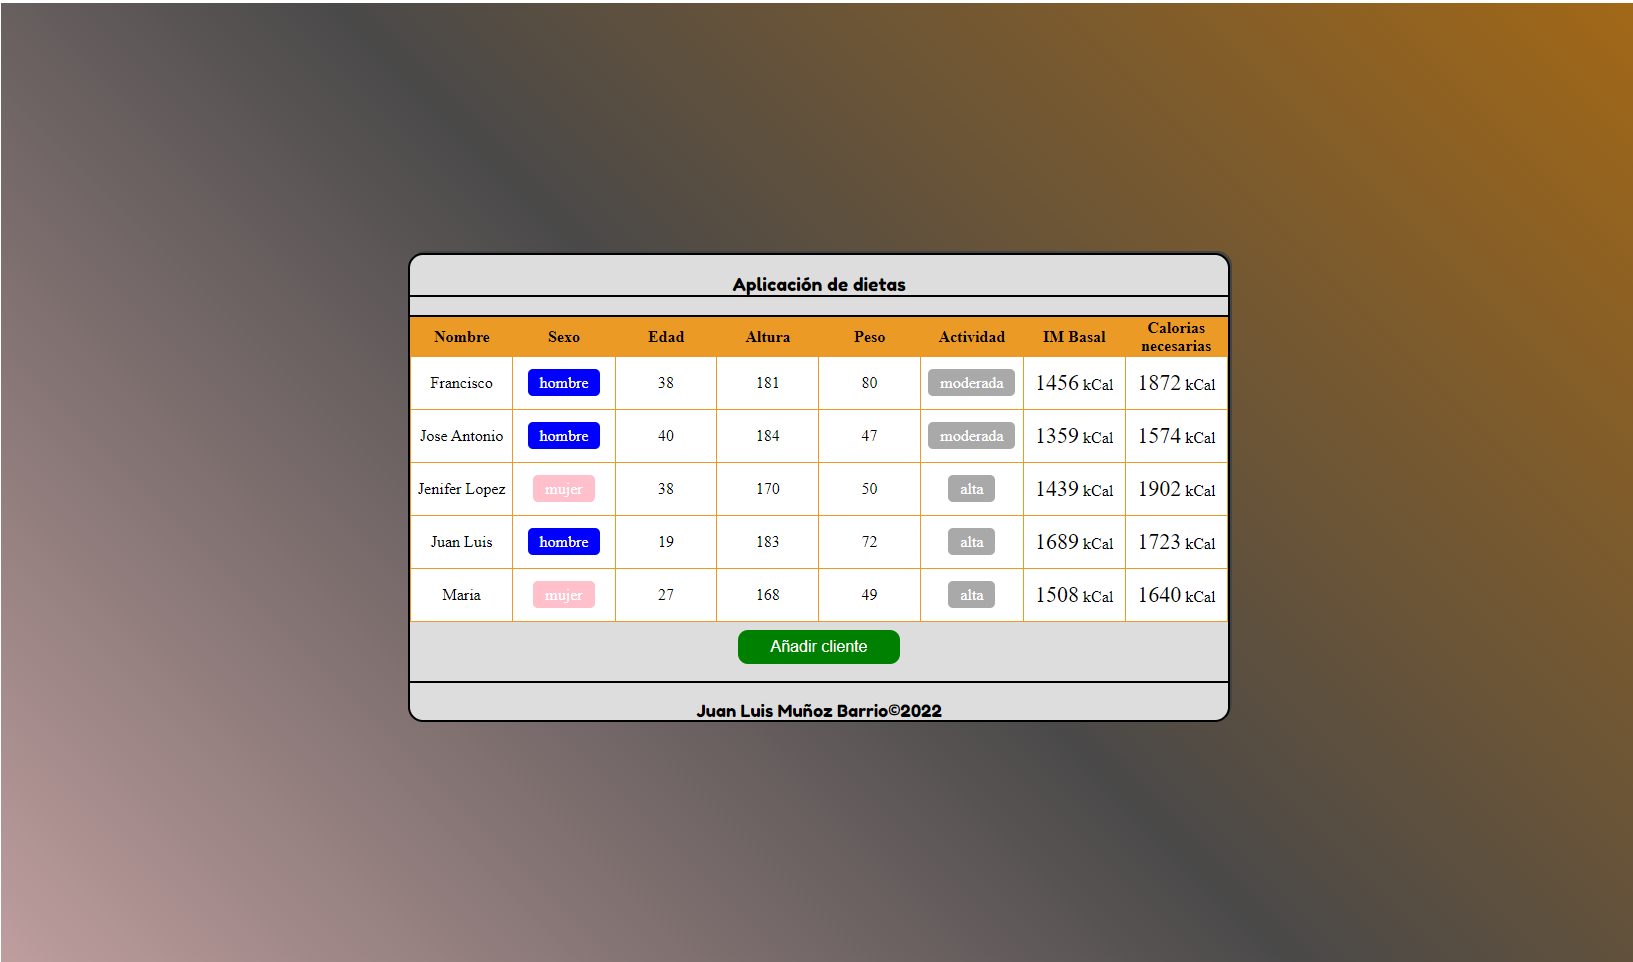 Aplicación de dietas
Nombre Sexo Edad Altura Peso Actividad IM Basal Calorias necesarias
Francisco hombre 38 181 80 moderada 1456 kCal 1872 kCal
Jose Antonio hombre 40 184 47 moderada 1359 kCal 1574 kCal
Jenifer Lopez mujer 38 170 50 alta 1439 kCal 1902 kCal
Juan Luis hombre 19 183 72 alta 1689 kCal 1723 kCal
Maria mujer 27 168 49 alta 1508 kCal 1640 kCal
Añadir cliente
Juan Luis Muñoz Barrio©2022